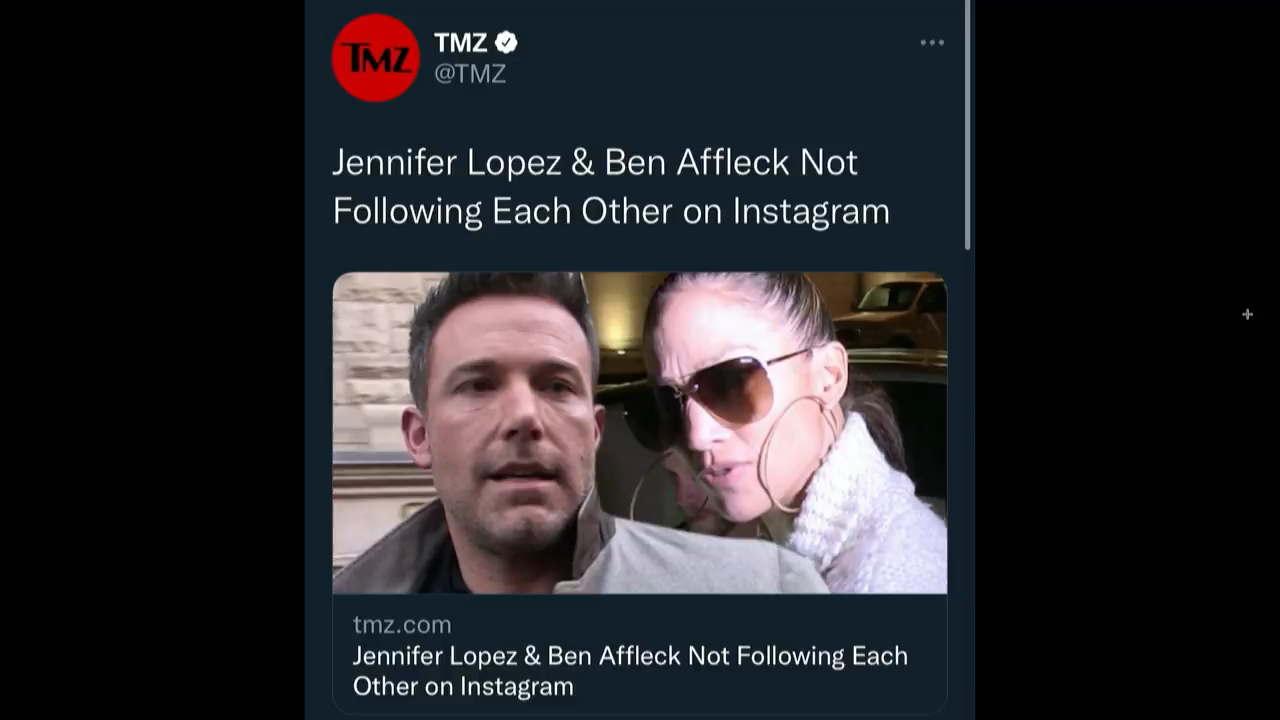 TMZ
TMZ
@TMZ
Jennifer Lopez & Ben Affleck Not
Following Each Other on Instagram
tmz.com
Jennifer Lopez & Ben Affleck Not Following Each
Other on Instagram